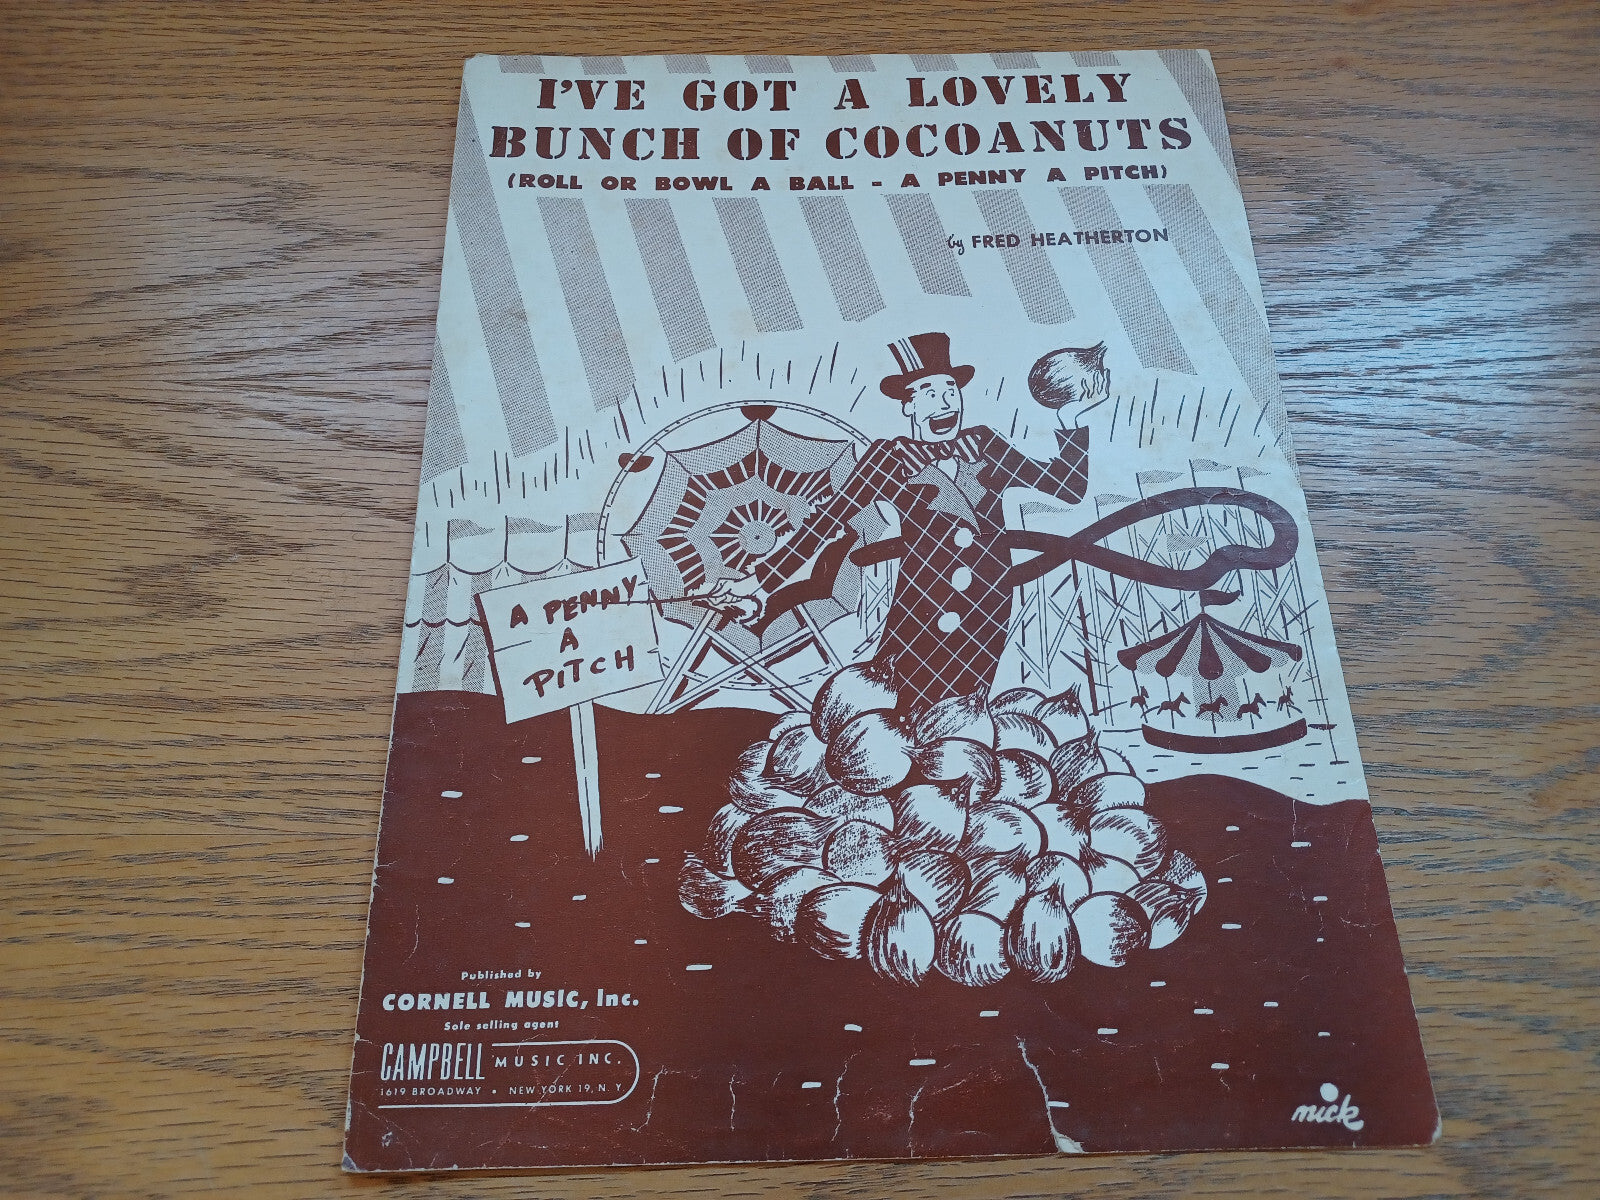 I'VE GOT A LOVELY
BUNCH OF COCOANUTS
(ROLL OR BOWL A BALL - A PENNY A PITCH)
by FRED HEATHERTON
A PENNY
A
PITCH
Published by
CORNELL MUSIC, Inc.
Sole selling agent
CAMPBELL MUSIC INC.
1619 BROADWAY • NEW YORK 19, N. Y.
nick